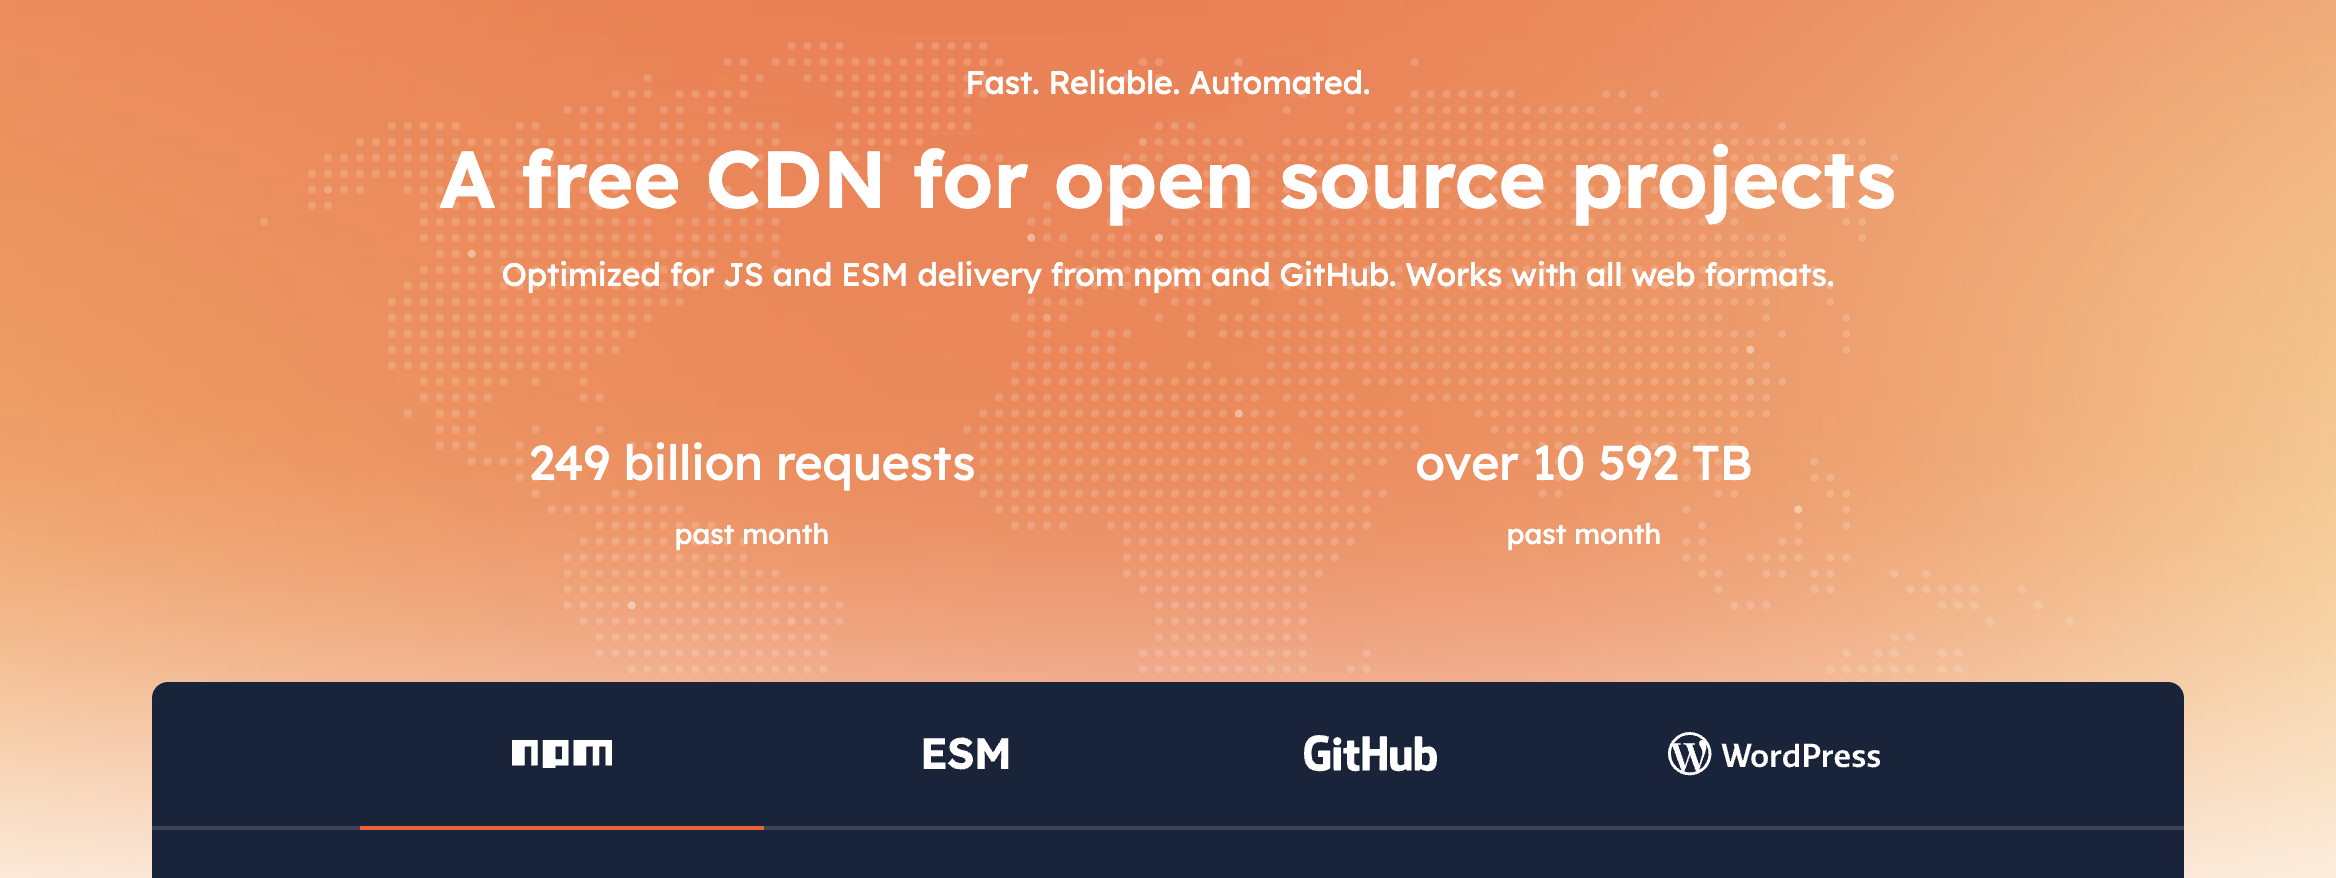 Fast. Reliable. Automated.
A free CDN for open source projects
Optimized for JS and ESM delivery from npm and GitHub. Works with all web formats.
249 billion requests
past month
over 10 592 TB
past month
npm
ESM
GitHub
WordPress